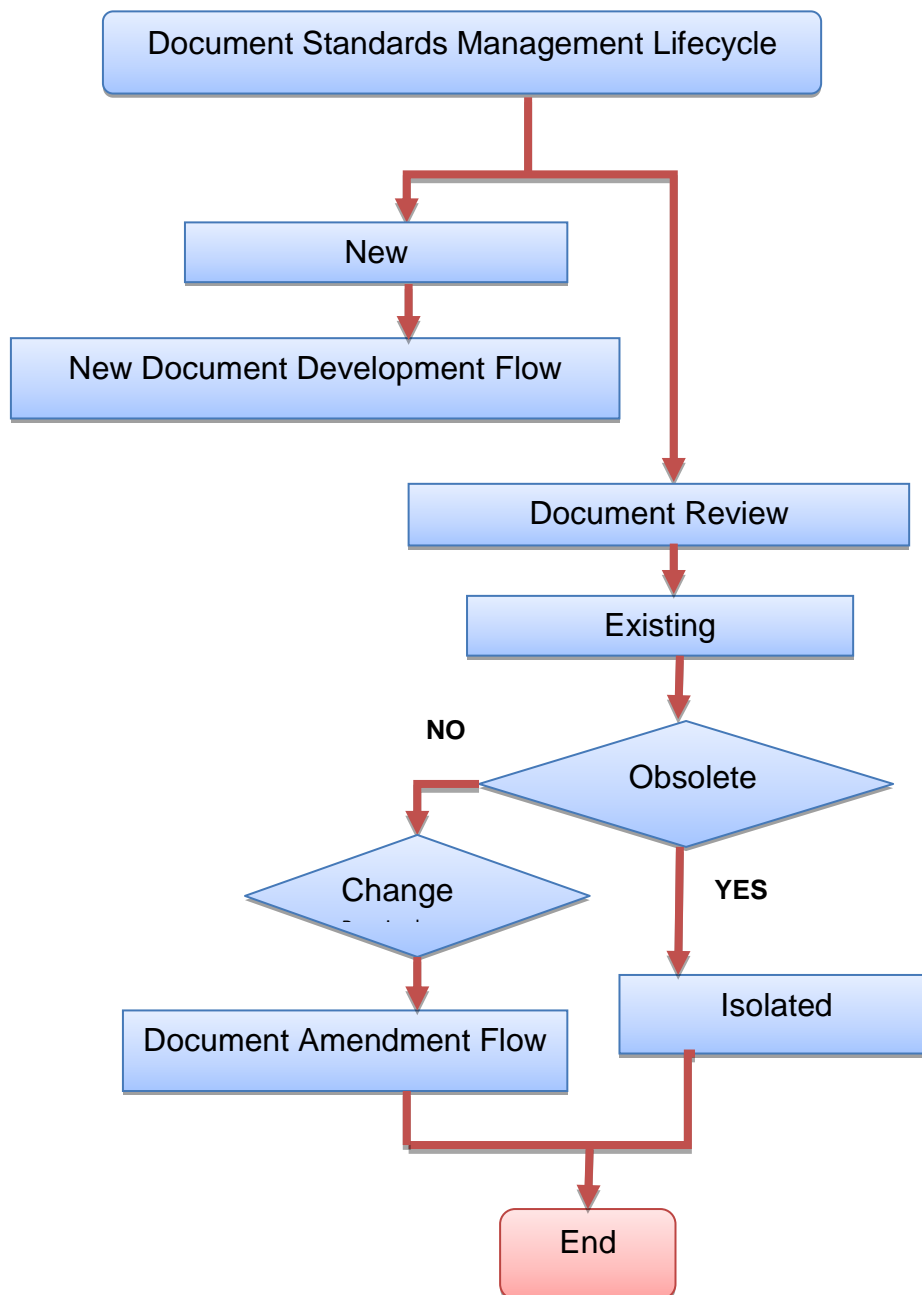 Document Standards Management Lifecycle
New
New Document Development Flow
Document Review
Existing
NO
Obsolete
Change
YES
Isolated
Document Amendment Flow
End